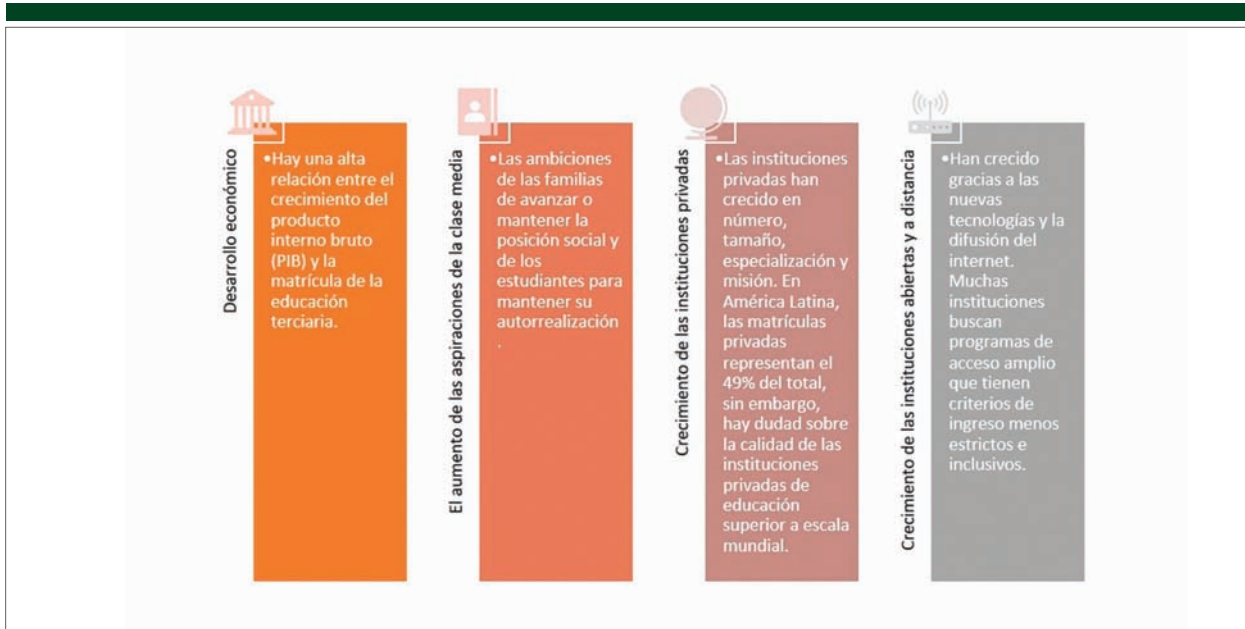 Desarrollo económico
•Hay una alta
relación entre el
crecimiento del
producto
interno bruto
(PIB) y la
matrícula de la
educación
terciaria.
El aumento de las aspiraciones de la clase media
•Las ambiciones
de las familias
de avanzar o
mantener la
posición social y
de los
estudiantes para
mantener su
autorrealización
.
Crecimiento de las instituciones privadas
•Las instituciones
privadas han
crecido en
número,
tamaño,
especialización y
misión. En
América Latina,
las matrículas
privadas
representan el
49% del total,
sin embargo,
hay dudad sobre
la calidad de las
instituciones
privadas de
educación
superior a escala
mundial.
Crecimiento de las instituciones abiertas y a distancia
•Han crecido
gracias a las
nuevas
tecnologías y la
difusión del
internet.
Muchas
instituciones
buscan
programas de
acceso amplio
que tienen
criterios de
ingreso menos
estrictos e
inclusivos.